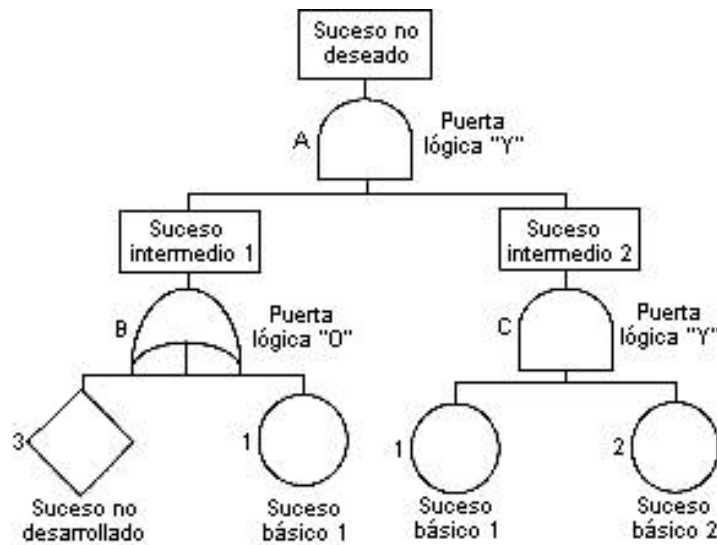 Suceso no
deseado
A
Puerta
lógica "Y"
Suceso
intermedio 1
Suceso
intermedio 2
B
Puerta
lógica "O"
C
Puerta
lógica "Y"
3
1
1
2
Suceso no
desarrollado
Suceso
básico 1
Suceso
básico 1
Suceso
básico 2